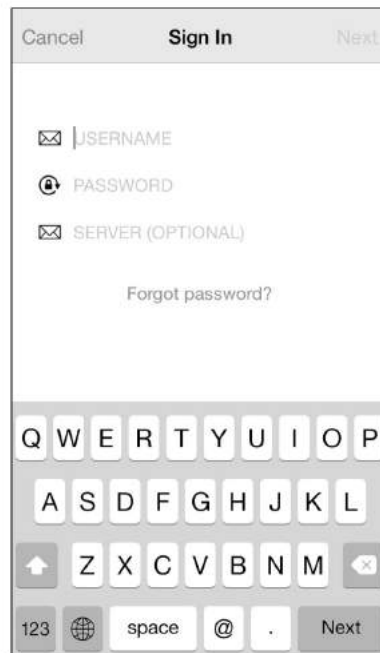 Cancel Sign In Next
USERNAME
PASSWORD
SERVER (OPTIONAL)
Forgot password?
Q W E R T Y U I O P
A S D F G H J K L
Z X C V B N M
123 space @ . Next